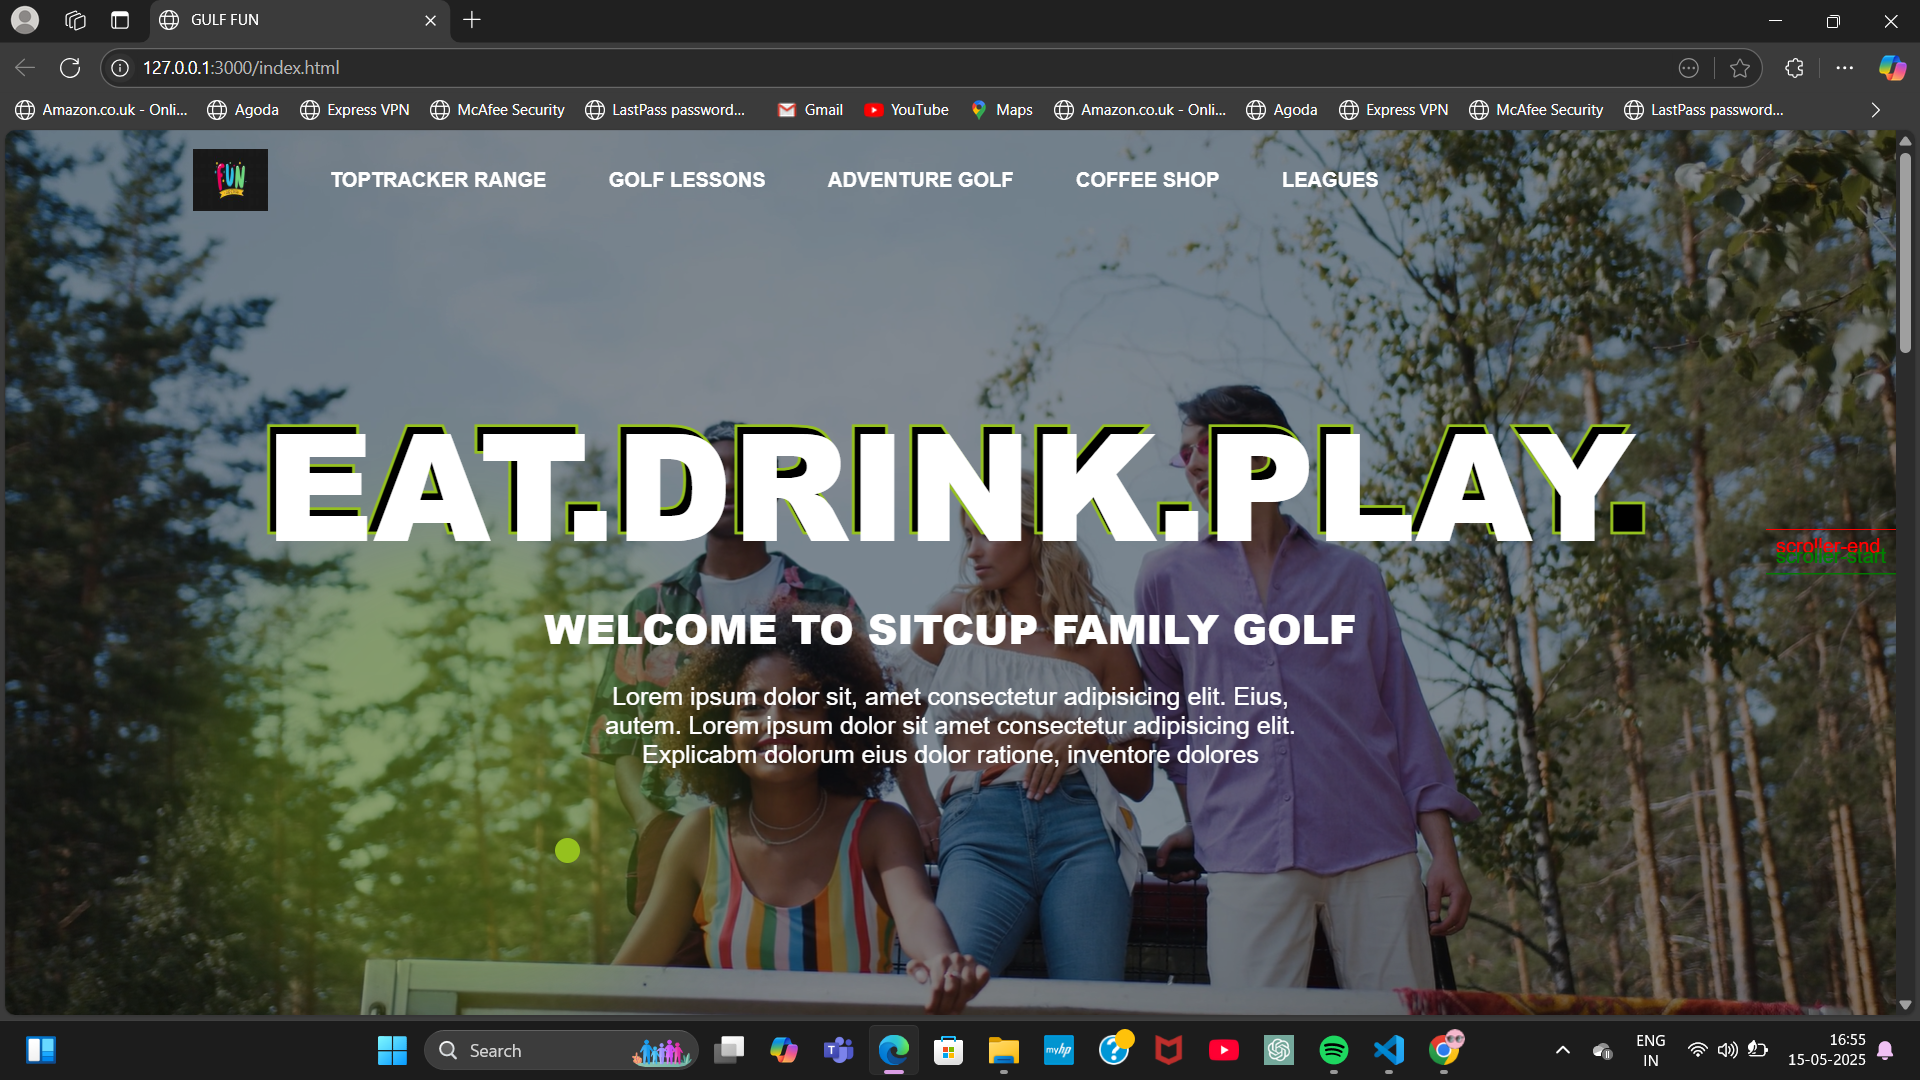 GULF FUN
127.0.0.1:3000/index.html
Amazon.co.uk - Onli... Agoda Express VPN McAfee Security LastPass password... Gmail YouTube Maps Amazon.co.uk - Onli... Agoda Express VPN McAfee Security LastPass password...
FUN
TOPTRACKER RANGE GOLF LESSONS ADVENTURE GOLF COFFEE SHOP LEAGUES
EAT.DRINK.PLAY.
scroller-end
scroller-start
WELCOME TO SITCUP FAMILY GOLF
Lorem ipsum dolor sit, amet consectetur adipisicing elit. Eius,
autem. Lorem ipsum dolor sit amet consectetur adipisicing elit.
Explicabm dolorum eius dolor ratione, inventore dolores
Search
myhp
ENG
IN
16:55
15-05-2025